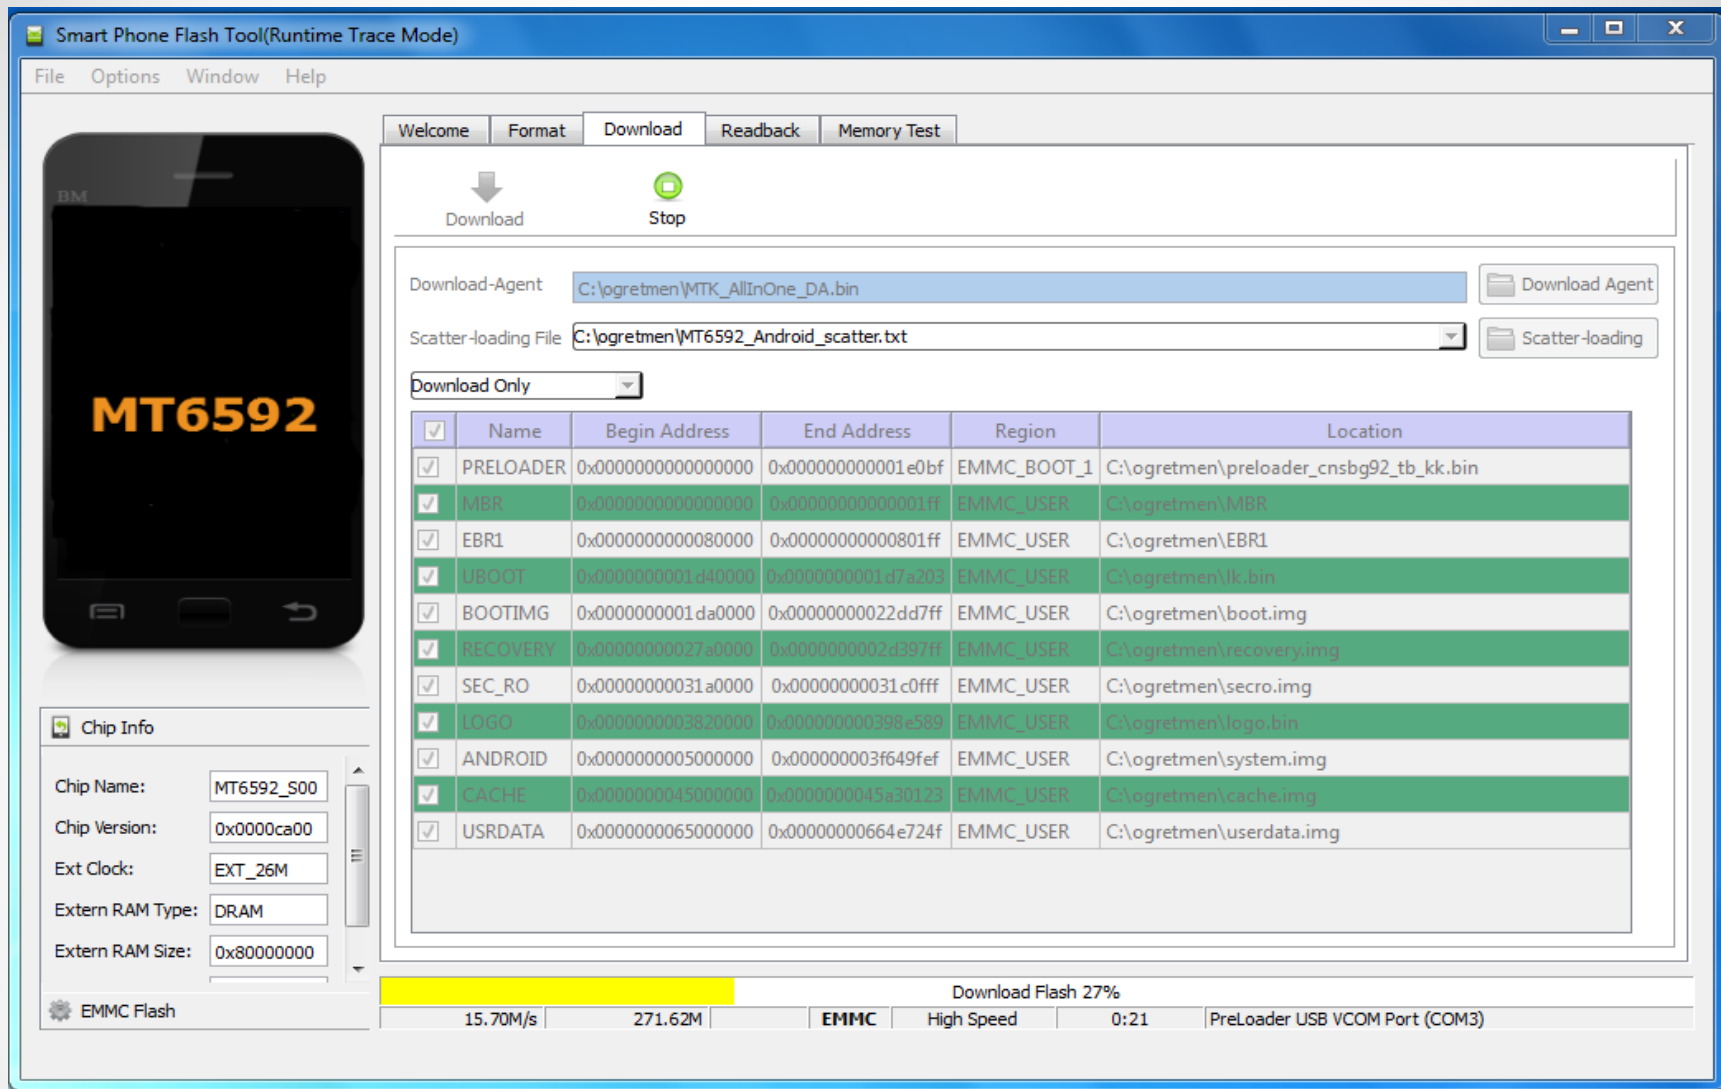 Smart Phone Flash Tool(Runtime Trace Mode)
File Options Window Help
Welcome Format Download Readback Memory Test
BM
MT6592
Download Stop
Download-Agent C:\ogretmen\MTK_AllInOne_DA.bin Download Agent
Scatter-loading File C:\ogretmen\MT6592_Android_scatter.txt Scatter-loading
Download Only
Name Begin Address End Address Region Location
PRELOADER 0x0000000000000000 0x000000000001e0bf EMMC_BOOT_1 C:\ogretmen\preloader_cnsbg92_tb_kk.bin
MBR 0x0000000000000000 0x00000000000001ff EMMC_USER C:\ogretmen\MBR
EBR1 0x0000000000080000 0x00000000000801ff EMMC_USER C:\ogretmen\EBR1
UBOOT 0x0000000001d40000 0x0000000001d7a203 EMMC_USER C:\ogretmen\lk.bin
BOOTIMG 0x0000000001da0000 0x00000000022dd7ff EMMC_USER C:\ogretmen\boot.img
RECOVERY 0x00000000027a0000 0x0000000002d397ff EMMC_USER C:\ogretmen\recovery.img
SEC_RO 0x00000000031a0000 0x00000000031c0fff EMMC_USER C:\ogretmen\secro.img
LOGO 0x0000000003820000 0x000000000398e589 EMMC_USER C:\ogretmen\logo.bin
ANDROID 0x0000000005000000 0x000000003f649fef EMMC_USER C:\ogretmen\system.img
CACHE 0x0000000045000000 0x0000000045a30123 EMMC_USER C:\ogretmen\cache.img
USRDATA 0x0000000065000000 0x00000000664e724f EMMC_USER C:\ogretmen\userdata.img
Chip Info
Chip Name: MT6592_S00
Chip Version: 0x0000ca00
Ext Clock: EXT_26M
Extern RAM Type: DRAM
Extern RAM Size: 0x80000000
EMMC Flash
Download Flash 27%
15.70M/s 271.62M EMMC High Speed 0:21 PreLoader USB VCOM Port (COM3)